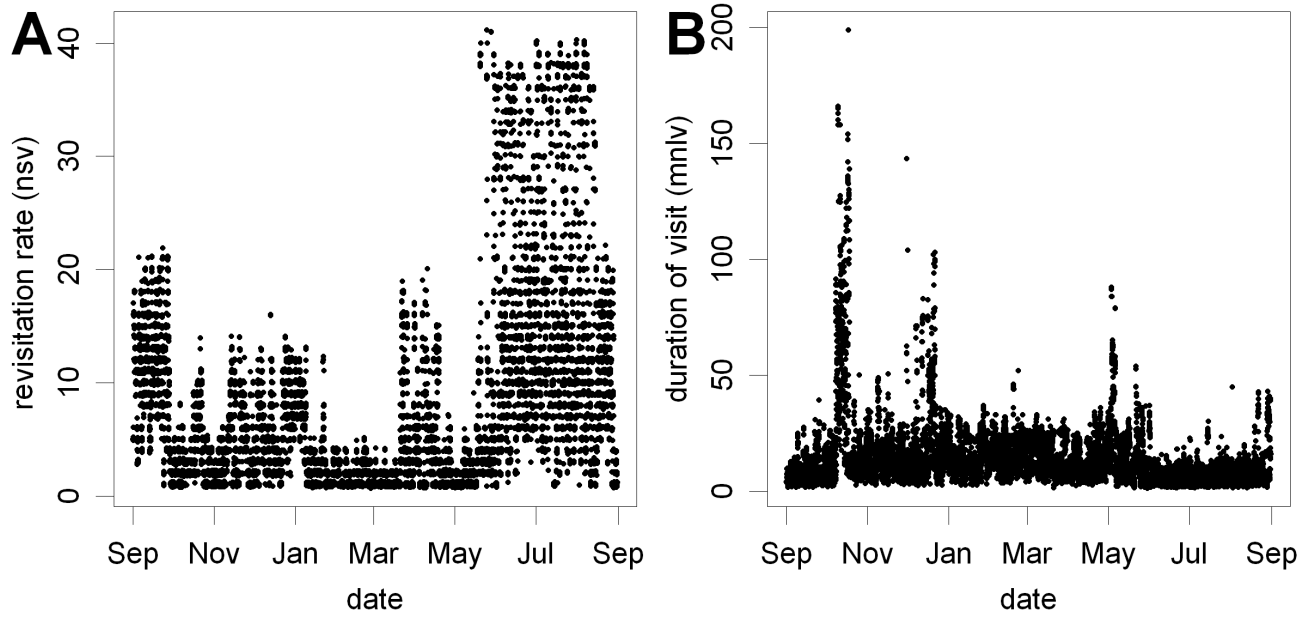 A
revisitation rate (nsv)
40
30
20
10
0
Sep Nov Jan Mar May Jul Sep
date
B
duration of visit (mnlv)
200
150
100
50
0
Sep Nov Jan Mar May Jul Sep
date